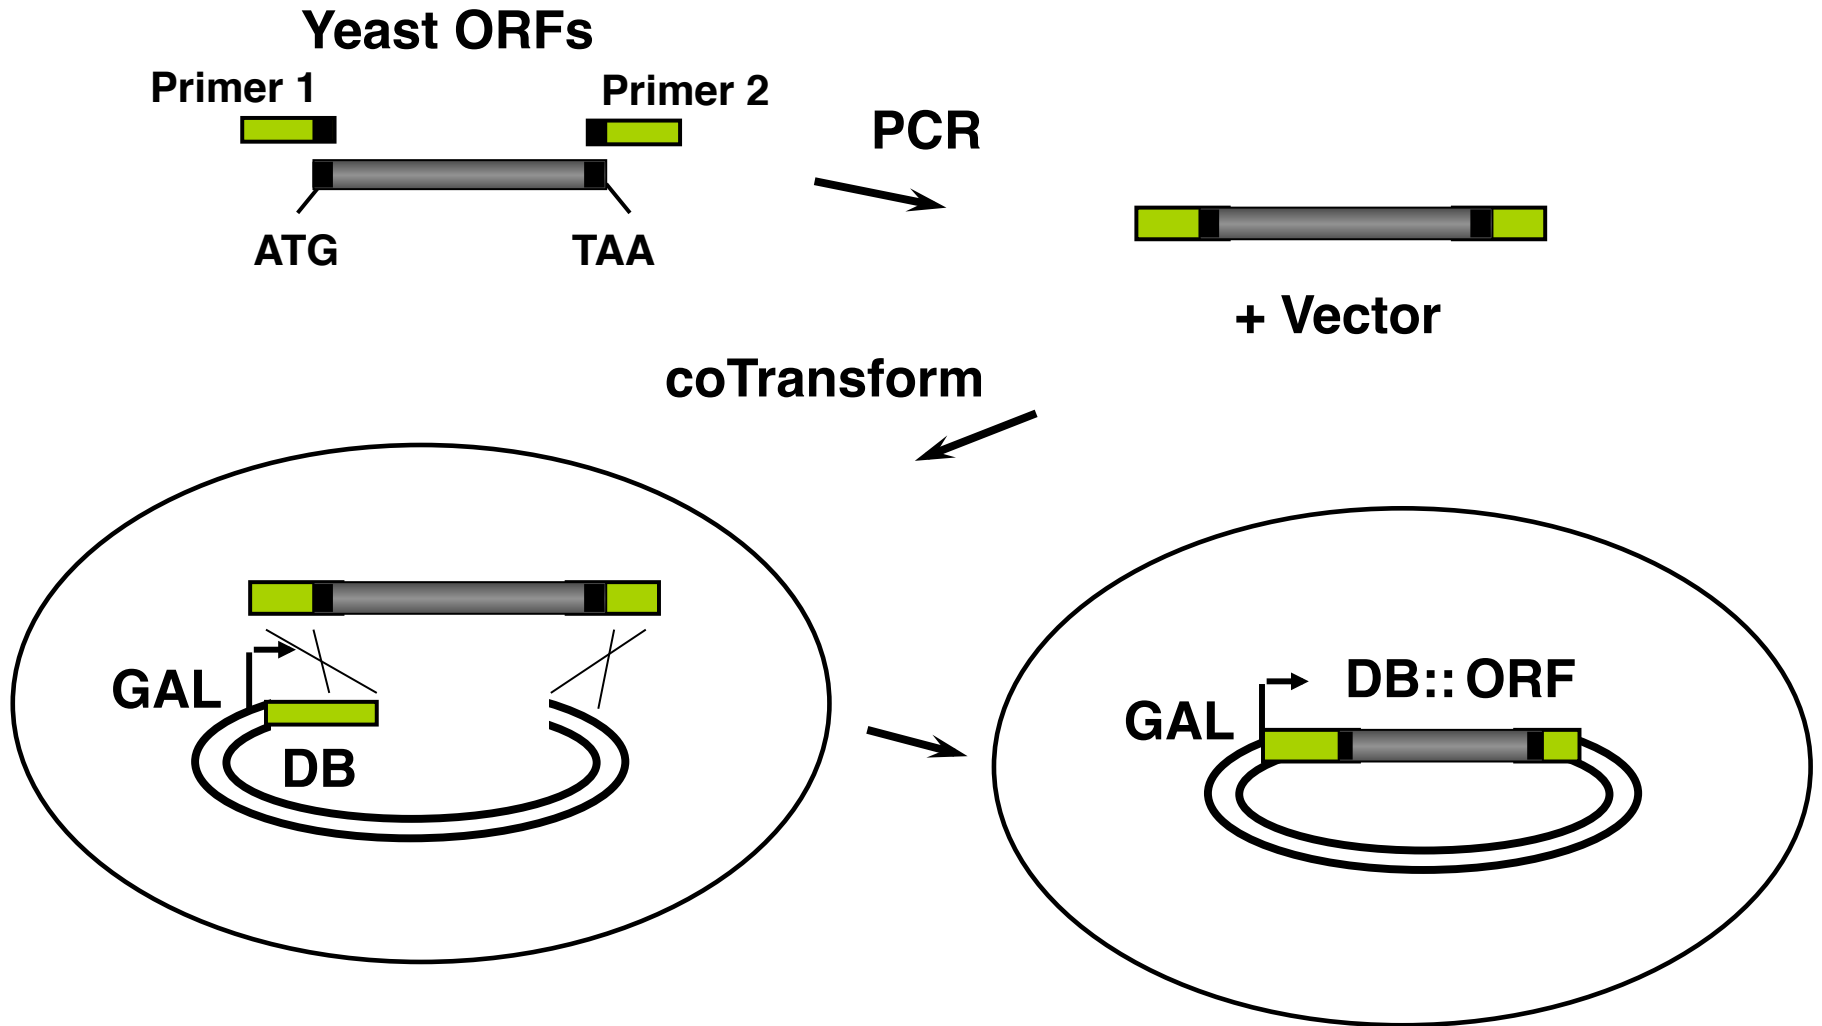 Yeast ORFs
Primer 1
Primer 2
PCR
ATG
TAA
+ Vector
coTransform
GAL
DB
DB:: ORF
GAL